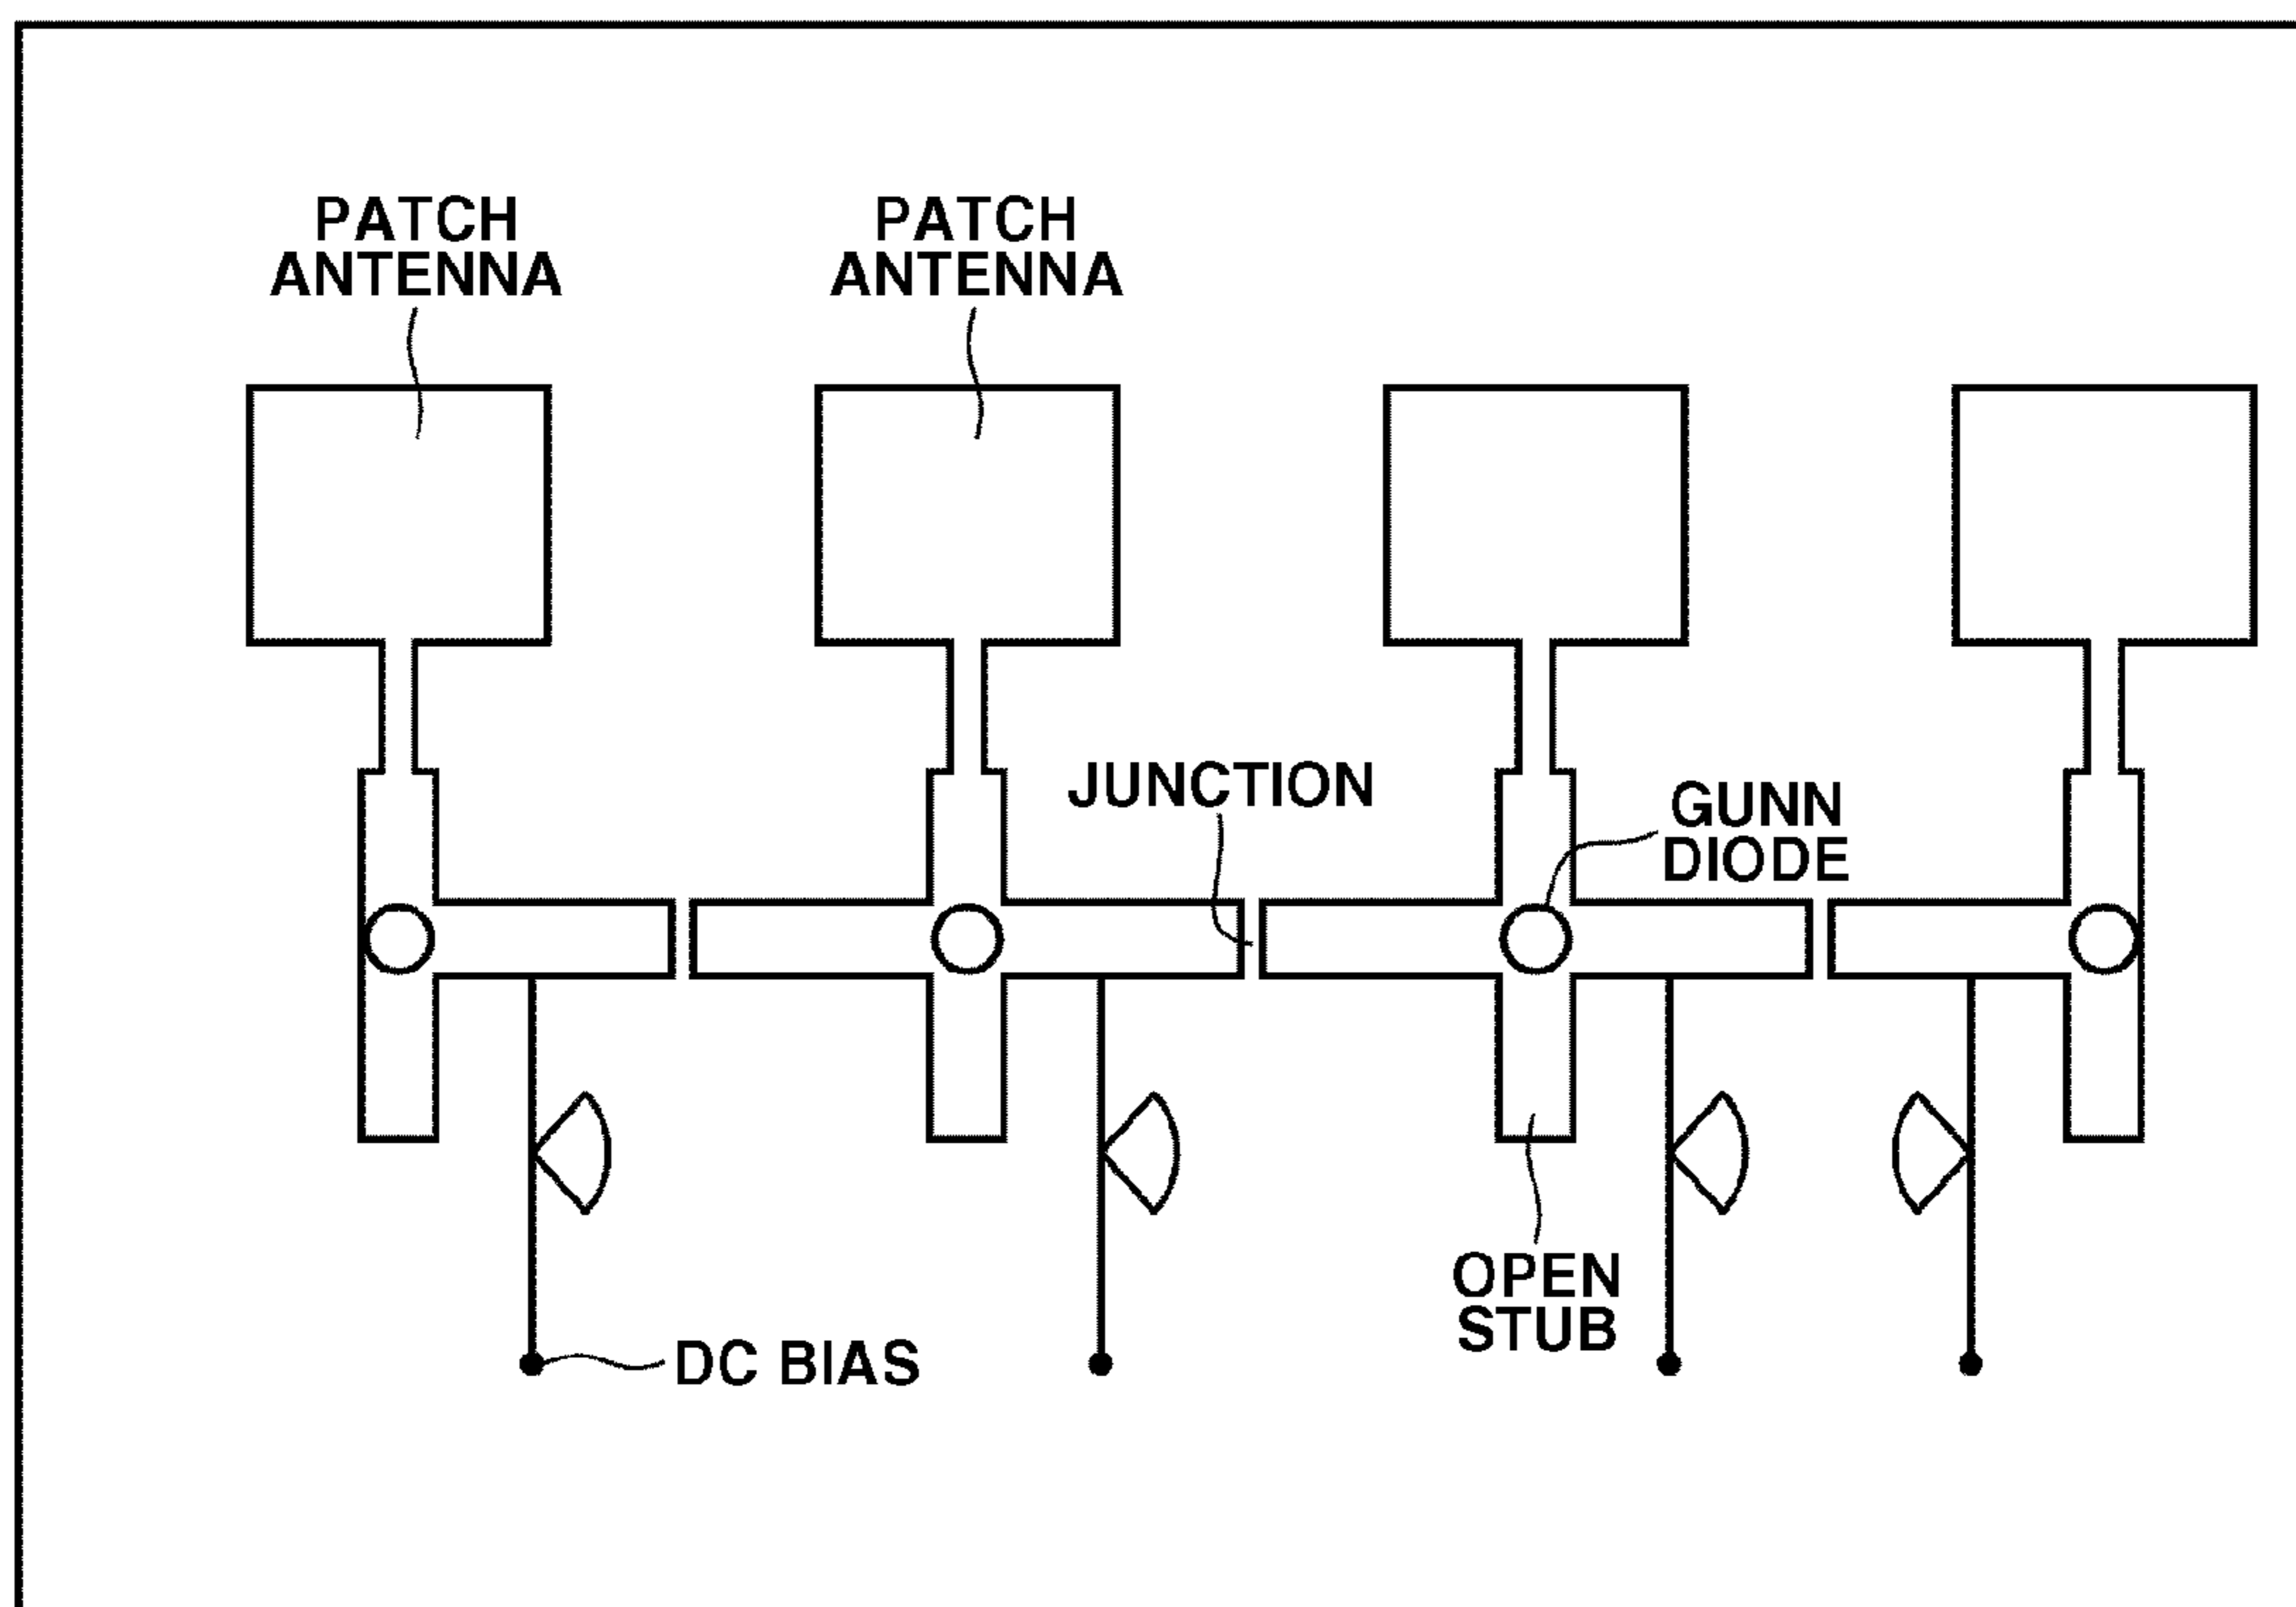 PATCH
ANTENNA
PATCH
ANTENNA
JUNCTION
GUNN
DIODE
OPEN
STUB
DC BIAS